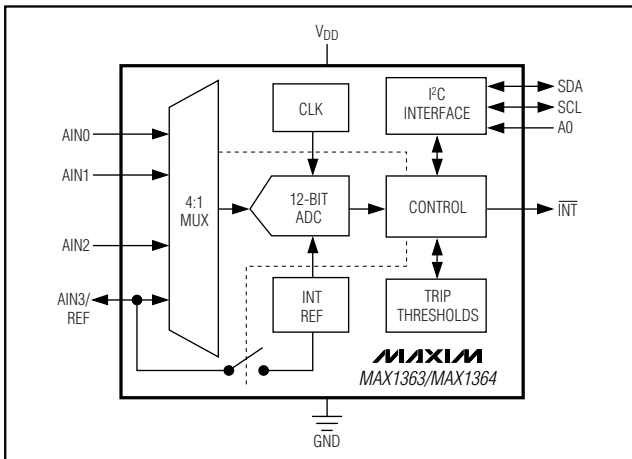 VDD
CLK
I²C
INTERFACE
SDA
SCL
A0
AIN0
AIN1
4:1
MUX
12-BIT
ADC
CONTROL
INT
AIN2
AIN3/
REF
INT
REF
TRIP
THRESHOLDS
MAXIM
MAX1363/MAX1364
GND